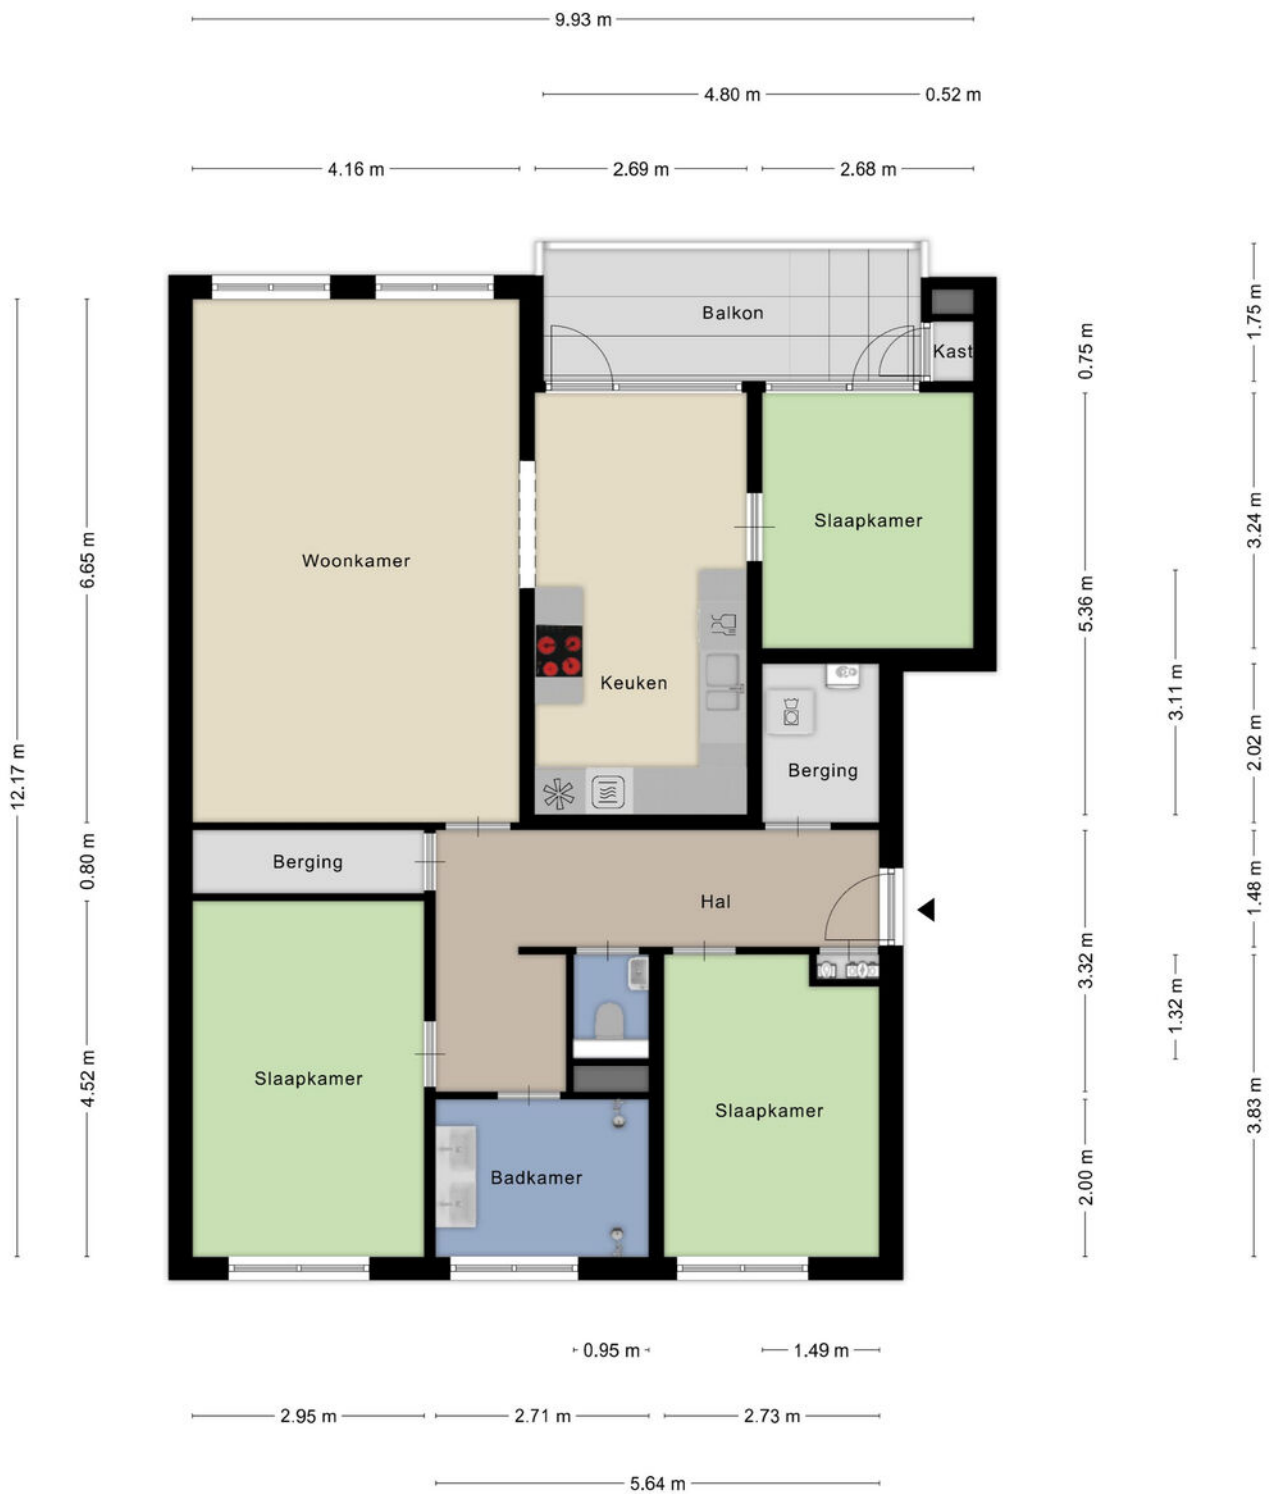 9.93 m
4.80 m
0.52 m
4.16 m
2.69 m
2.68 m
Balkon
Kast
1.75 m
0.75 m
Slaapkamer
3.24 m
Woonkamer
6.65 m
5.36 m
Keuken
3.11 m
2.02 m
12.17 m
Berging
Berging
0.80 m
Hal
1.48 m
3.32 m
1.32 m
Slaapkamer
4.52 m
Slaapkamer
3.83 m
Badkamer
2.00 m
0.95 m
1.49 m
2.95 m
2.71 m
2.73 m
5.64 m